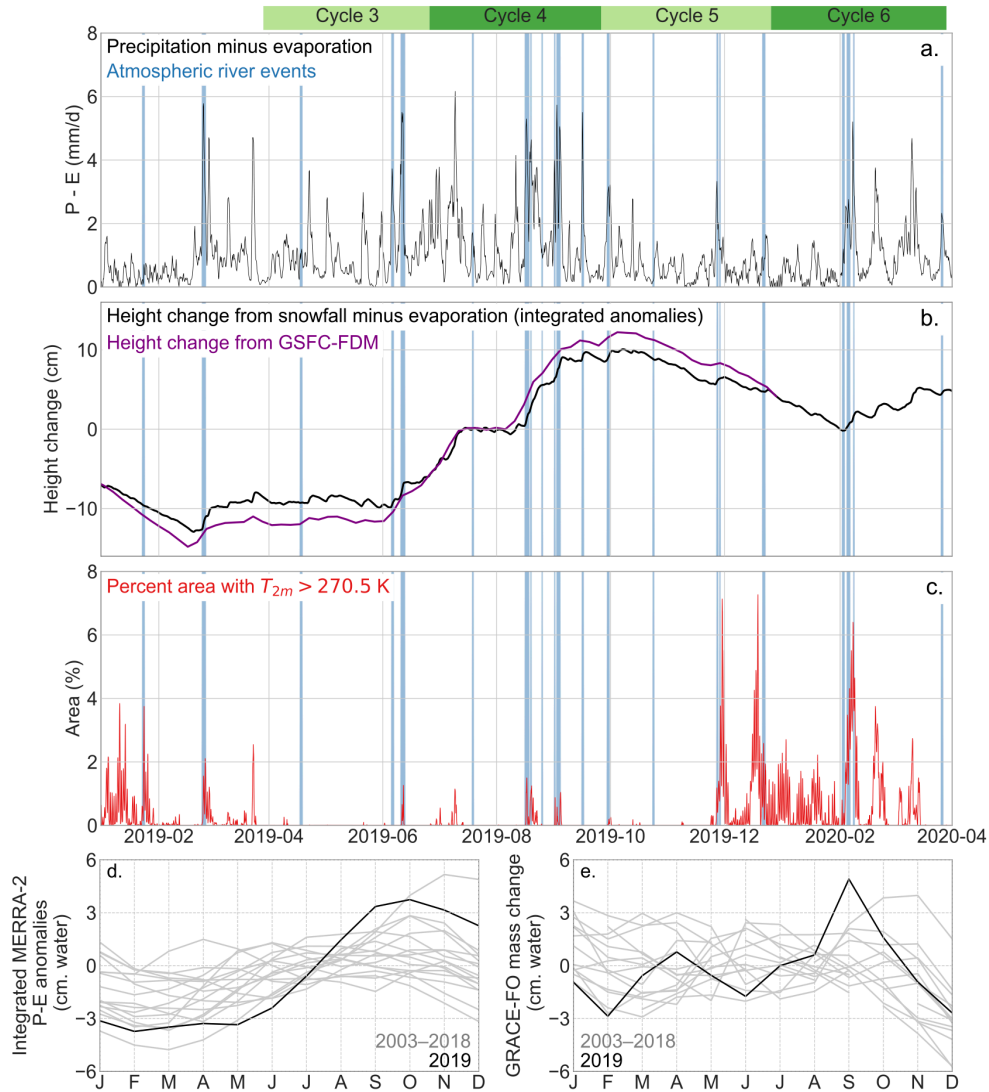 Cycle 3 Cycle 4 Cycle 5 Cycle 6
8
6
4
2
0
P - E (mm/d)
Precipitation minus evaporation
Atmospheric river events
a.
10
0
−10
Height change (cm)
Height change from snowfall minus evaporation (integrated anomalies)
Height change from GSFC-FDM
b.
8
6
4
2
0
Area (%)
Percent area with T2m > 270.5 K
c.
2019-02 2019-04 2019-06 2019-08 2019-10 2019-12 2020-02 2020-04
d.
6
3
0
−3
−6
Integrated MERRA-2
P-E anomalies
(cm. water)
2003–2018
2019
J F M A M J J A S O N D
e.
6
3
0
−3
−6
GRACE-FO mass change
(cm. water)
2003–2018
2019
J F M A M J J A S O N D